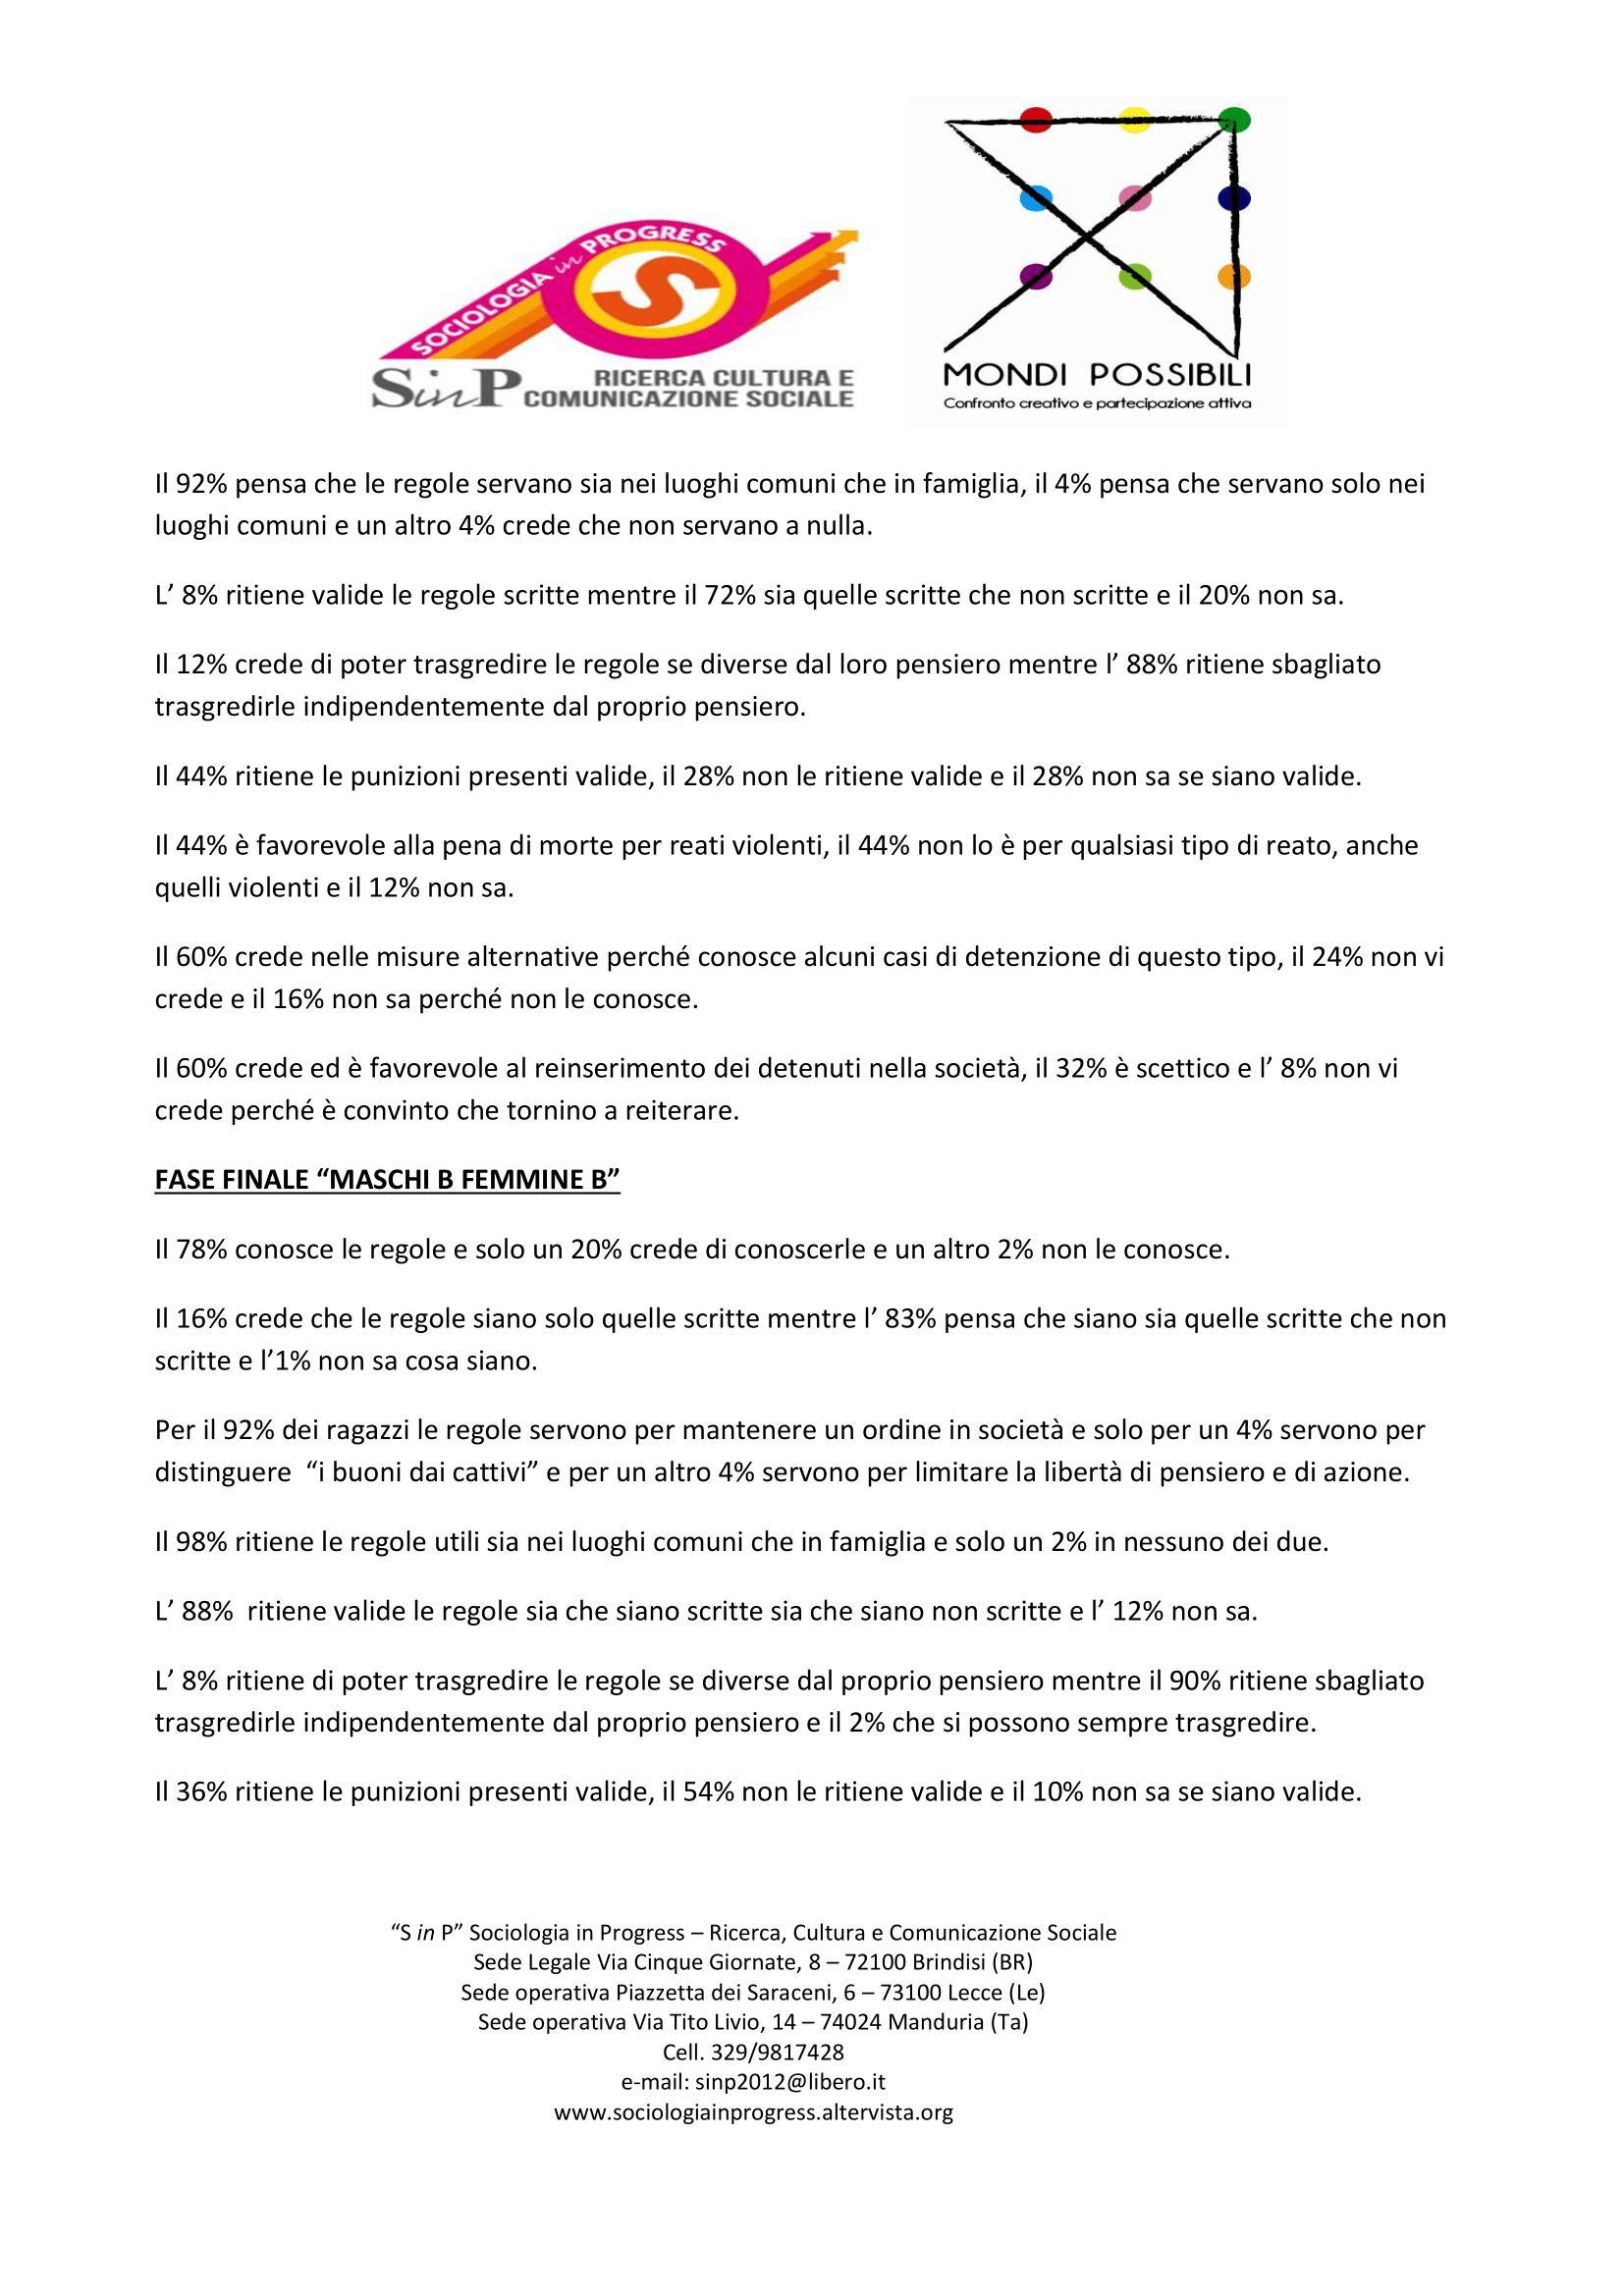 SOCIOLOGIA in PROGRESS
S
SinP RICERCA CULTURA E
COMUNICAZIONE SOCIALE
MONDI POSSIBILI
Confronto creativo e partecipazione attiva
Il 92% pensa che le regole servano sia nei luoghi comuni che in famiglia, il 4% pensa che servano solo nei
luoghi comuni e un altro 4% crede che non servano a nulla.
L’ 8% ritiene valide le regole scritte mentre il 72% sia quelle scritte che non scritte e il 20% non sa.
Il 12% crede di poter trasgredire le regole se diverse dal loro pensiero mentre l’ 88% ritiene sbagliato
trasgredirle indipendentemente dal proprio pensiero.
Il 44% ritiene le punizioni presenti valide, il 28% non le ritiene valide e il 28% non sa se siano valide.
Il 44% è favorevole alla pena di morte per reati violenti, il 44% non lo è per qualsiasi tipo di reato, anche
quelli violenti e il 12% non sa.
Il 60% crede nelle misure alternative perché conosce alcuni casi di detenzione di questo tipo, il 24% non vi
crede e il 16% non sa perché non le conosce.
Il 60% crede ed è favorevole al reinserimento dei detenuti nella società, il 32% è scettico e l’ 8% non vi
crede perché è convinto che tornino a reiterare.
FASE FINALE “MASCHI B FEMMINE B”
Il 78% conosce le regole e solo un 20% crede di conoscerle e un altro 2% non le conosce.
Il 16% crede che le regole siano solo quelle scritte mentre l’ 83% pensa che siano sia quelle scritte che non
scritte e l’1% non sa cosa siano.
Per il 92% dei ragazzi le regole servono per mantenere un ordine in società e solo per un 4% servono per
distinguere  “i buoni dai cattivi” e per un altro 4% servono per limitare la libertà di pensiero e di azione.
Il 98% ritiene le regole utili sia nei luoghi comuni che in famiglia e solo un 2% in nessuno dei due.
L’ 88%  ritiene valide le regole sia che siano scritte sia che siano non scritte e l’ 12% non sa.
L’ 8% ritiene di poter trasgredire le regole se diverse dal proprio pensiero mentre il 90% ritiene sbagliato
trasgredirle indipendentemente dal proprio pensiero e il 2% che si possono sempre trasgredire.
Il 36% ritiene le punizioni presenti valide, il 54% non le ritiene valide e il 10% non sa se siano valide.
“S in P” Sociologia in Progress – Ricerca, Cultura e Comunicazione Sociale
Sede Legale Via Cinque Giornate, 8 – 72100 Brindisi (BR)
Sede operativa Piazzetta dei Saraceni, 6 – 73100 Lecce (Le)
Sede operativa Via Tito Livio, 14 – 74024 Manduria (Ta)
Cell. 329/9817428
e-mail: sinp2012@libero.it
www.sociologiainprogress.altervista.org